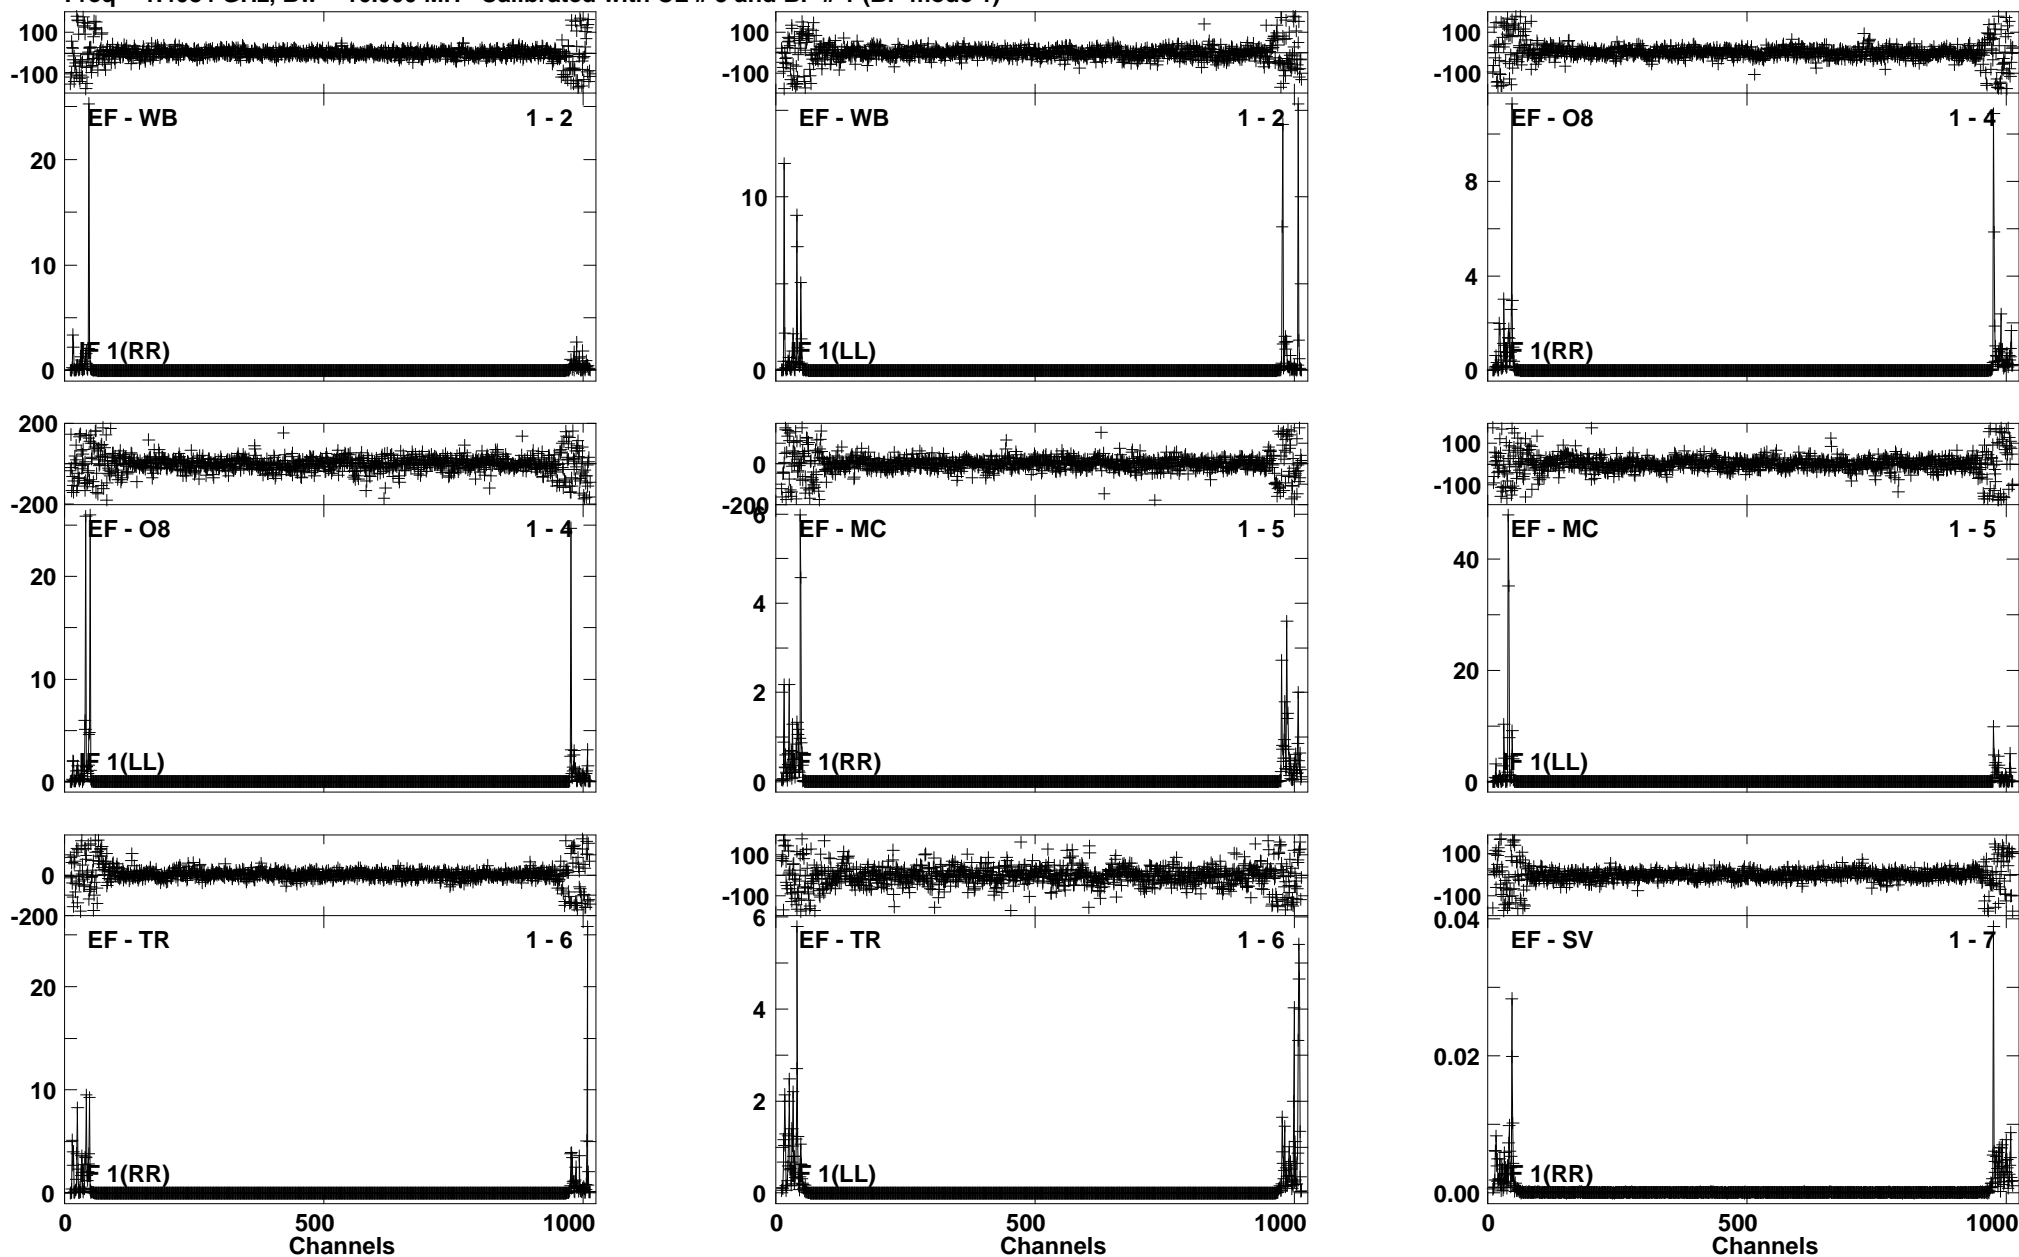 Freq = GHz, BW = MH Calibrated with CL # and BP # 1 (BP mode 1)
100
-100
EF - WB 1 - 2
20
10
IF 1(RR)
0
100
-100
EF - WB 1 - 2
10
IF 1(LL)
0
100
-100
EF - O8 1 - 4
8
4
IF 1(RR)
0
200
0
-200
EF - O8 1 - 4
20
10
IF 1(LL)
0
0
-200
6
EF - MC 1 - 5
4
2
IF 1(RR)
0
100
-100
EF - MC 1 - 5
40
20
IF 1(LL)
0
0
-200
EF - TR 1 - 6
20
10
IF 1(RR)
0
0 500 1000
Channels
100
-100
6
EF - TR 1 - 6
4
2
IF 1(LL)
0
0 500 1000
100
-100
0.04
EF - SV 1 - 7
0.02
IF 1(RR)
0.00
0 500 1000
Channels